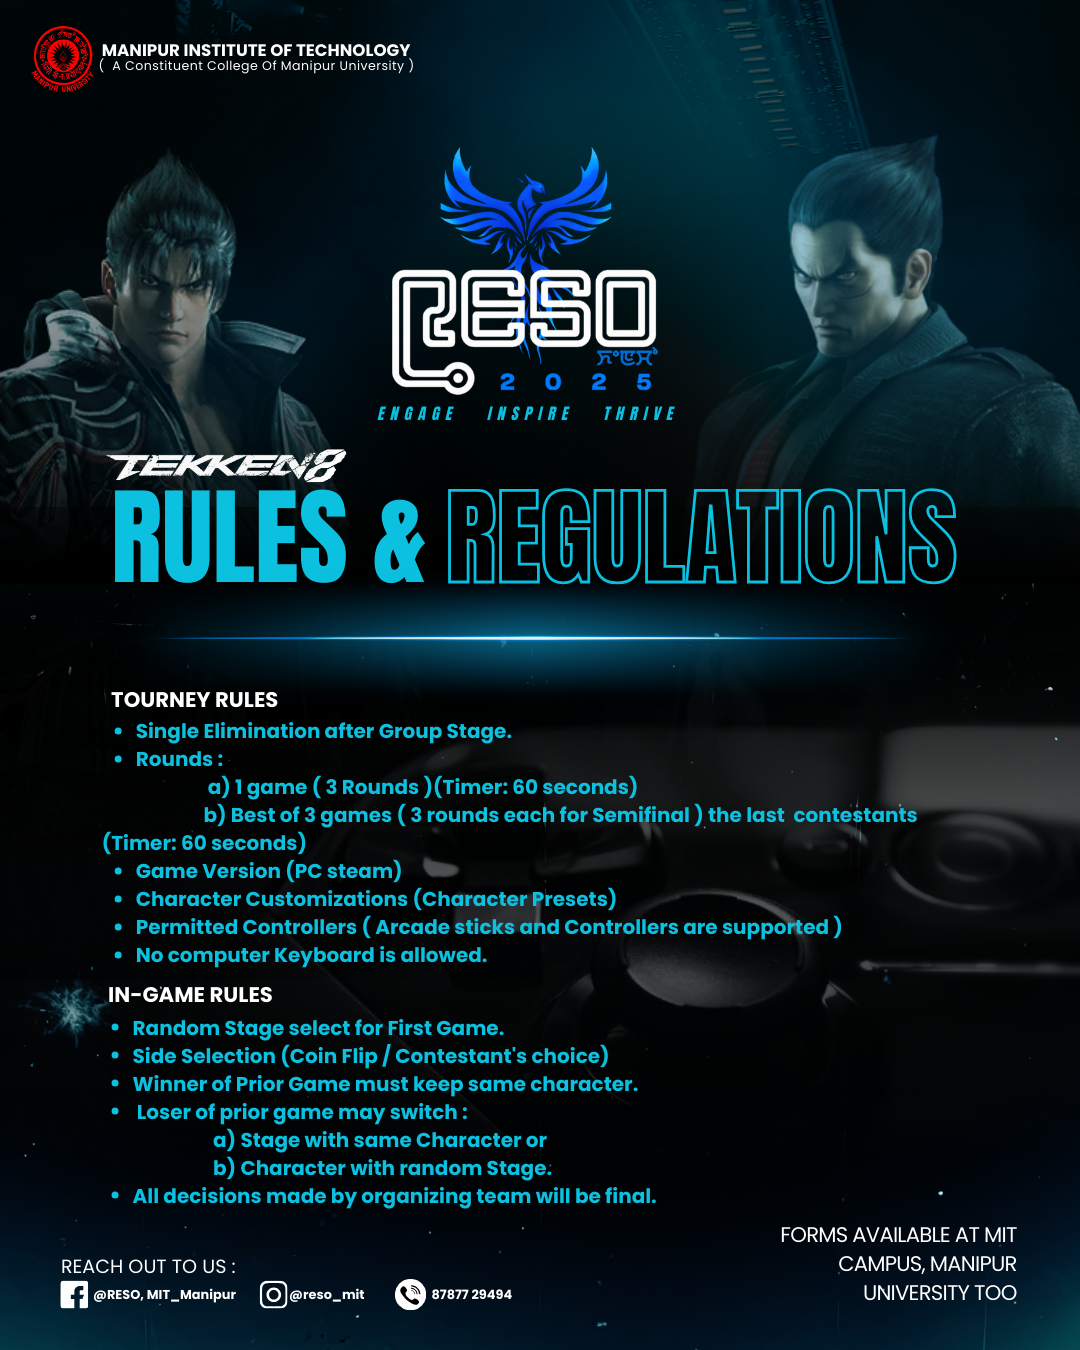 MANIPUR INSTITUTE OF TECHNOLOGY
( A Constituent College Of Manipur University )
MANIPUR UNIVERSITY
RESO
2025
ENGAGE INSPIRE THRIVE
TEKKEN 8
RULES & REGULATIONS
TOURNEY RULES
• Single Elimination after Group Stage.
• Rounds :
a) 1 game ( 3 Rounds )(Timer: 60 seconds)
b) Best of 3 games ( 3 rounds each for Semifinal ) the last contestants
(Timer: 60 seconds)
• Game Version (PC steam)
• Character Customizations (Character Presets)
• Permitted Controllers ( Arcade sticks and Controllers are supported )
• No computer Keyboard is allowed.
IN-GAME RULES
• Random Stage select for First Game.
• Side Selection (Coin Flip / Contestant's choice)
• Winner of Prior Game must keep same character.
• Loser of prior game may switch :
a) Stage with same Character or
b) Character with random Stage.
• All decisions made by organizing team will be final.
FORMS AVAILABLE AT MIT
CAMPUS, MANIPUR
UNIVERSITY TOO
REACH OUT TO US :
@RESO, MIT_Manipur @reso_mit 87877 29494